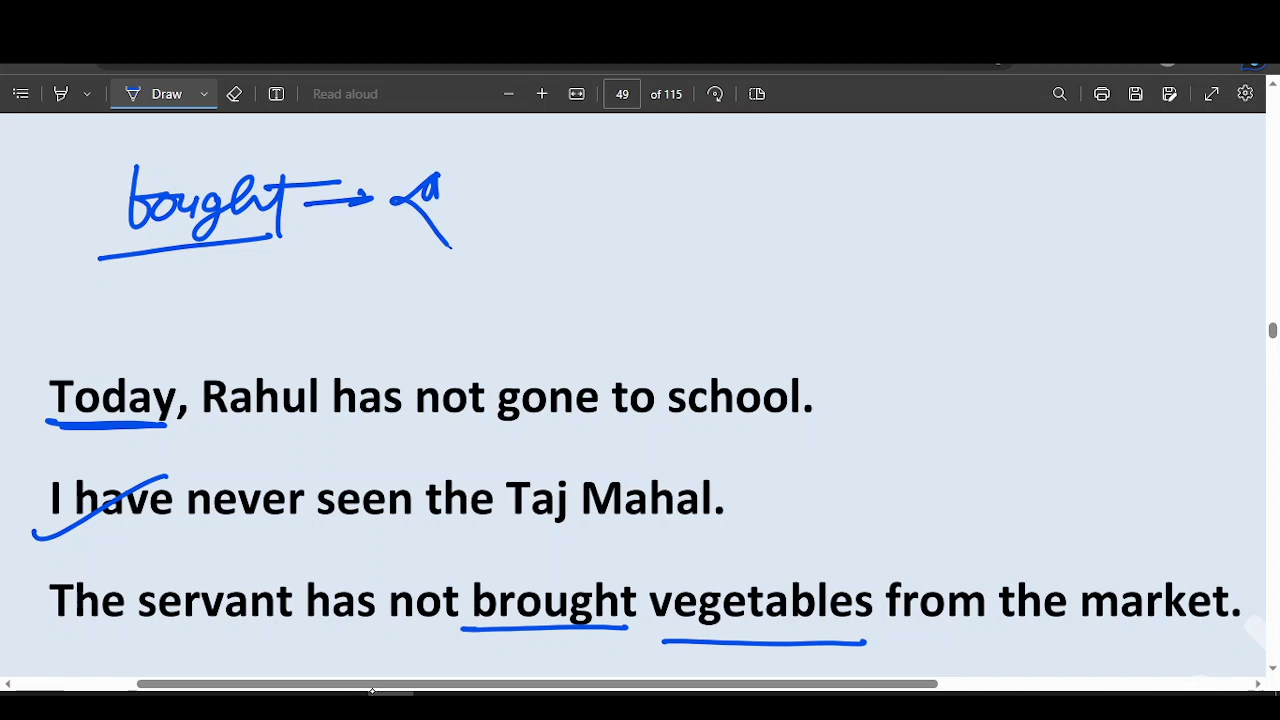 Draw
Read aloud
49 of 115
bought
Today, Rahul has not gone to school.
I have never seen the Taj Mahal.
The servant has not brought vegetables from the market.